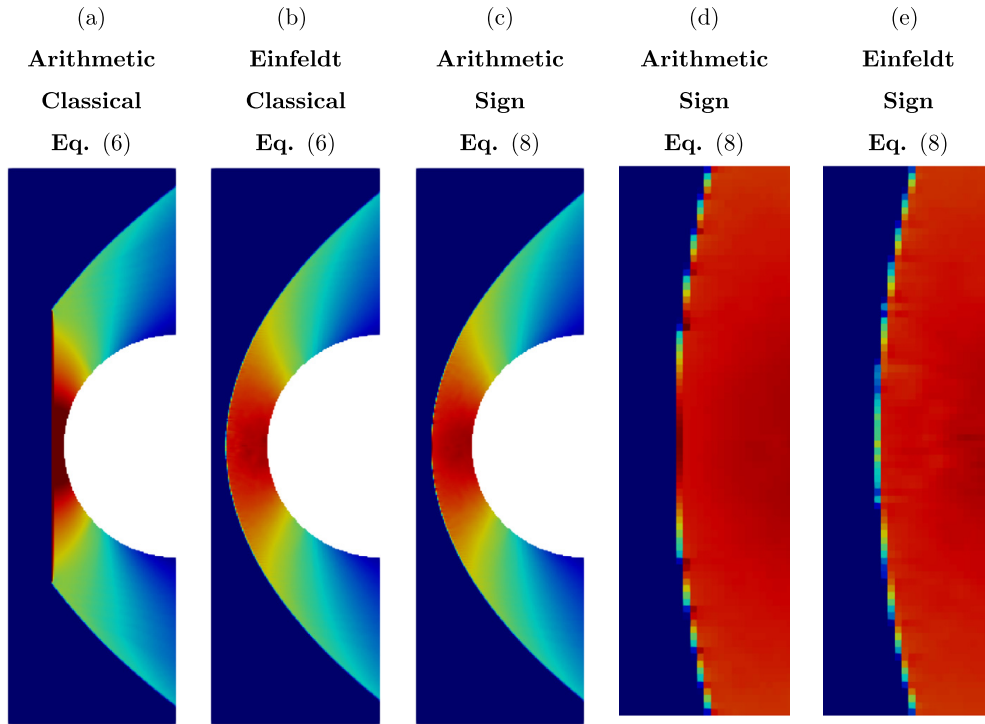 (a) (b) (c) (d) (e)
Arithmetic Einfeldt Arithmetic Arithmetic Einfeldt
Classical Classical Sign Sign Sign
Eq. (6) Eq. (6) Eq. (8) Eq. (8) Eq. (8)